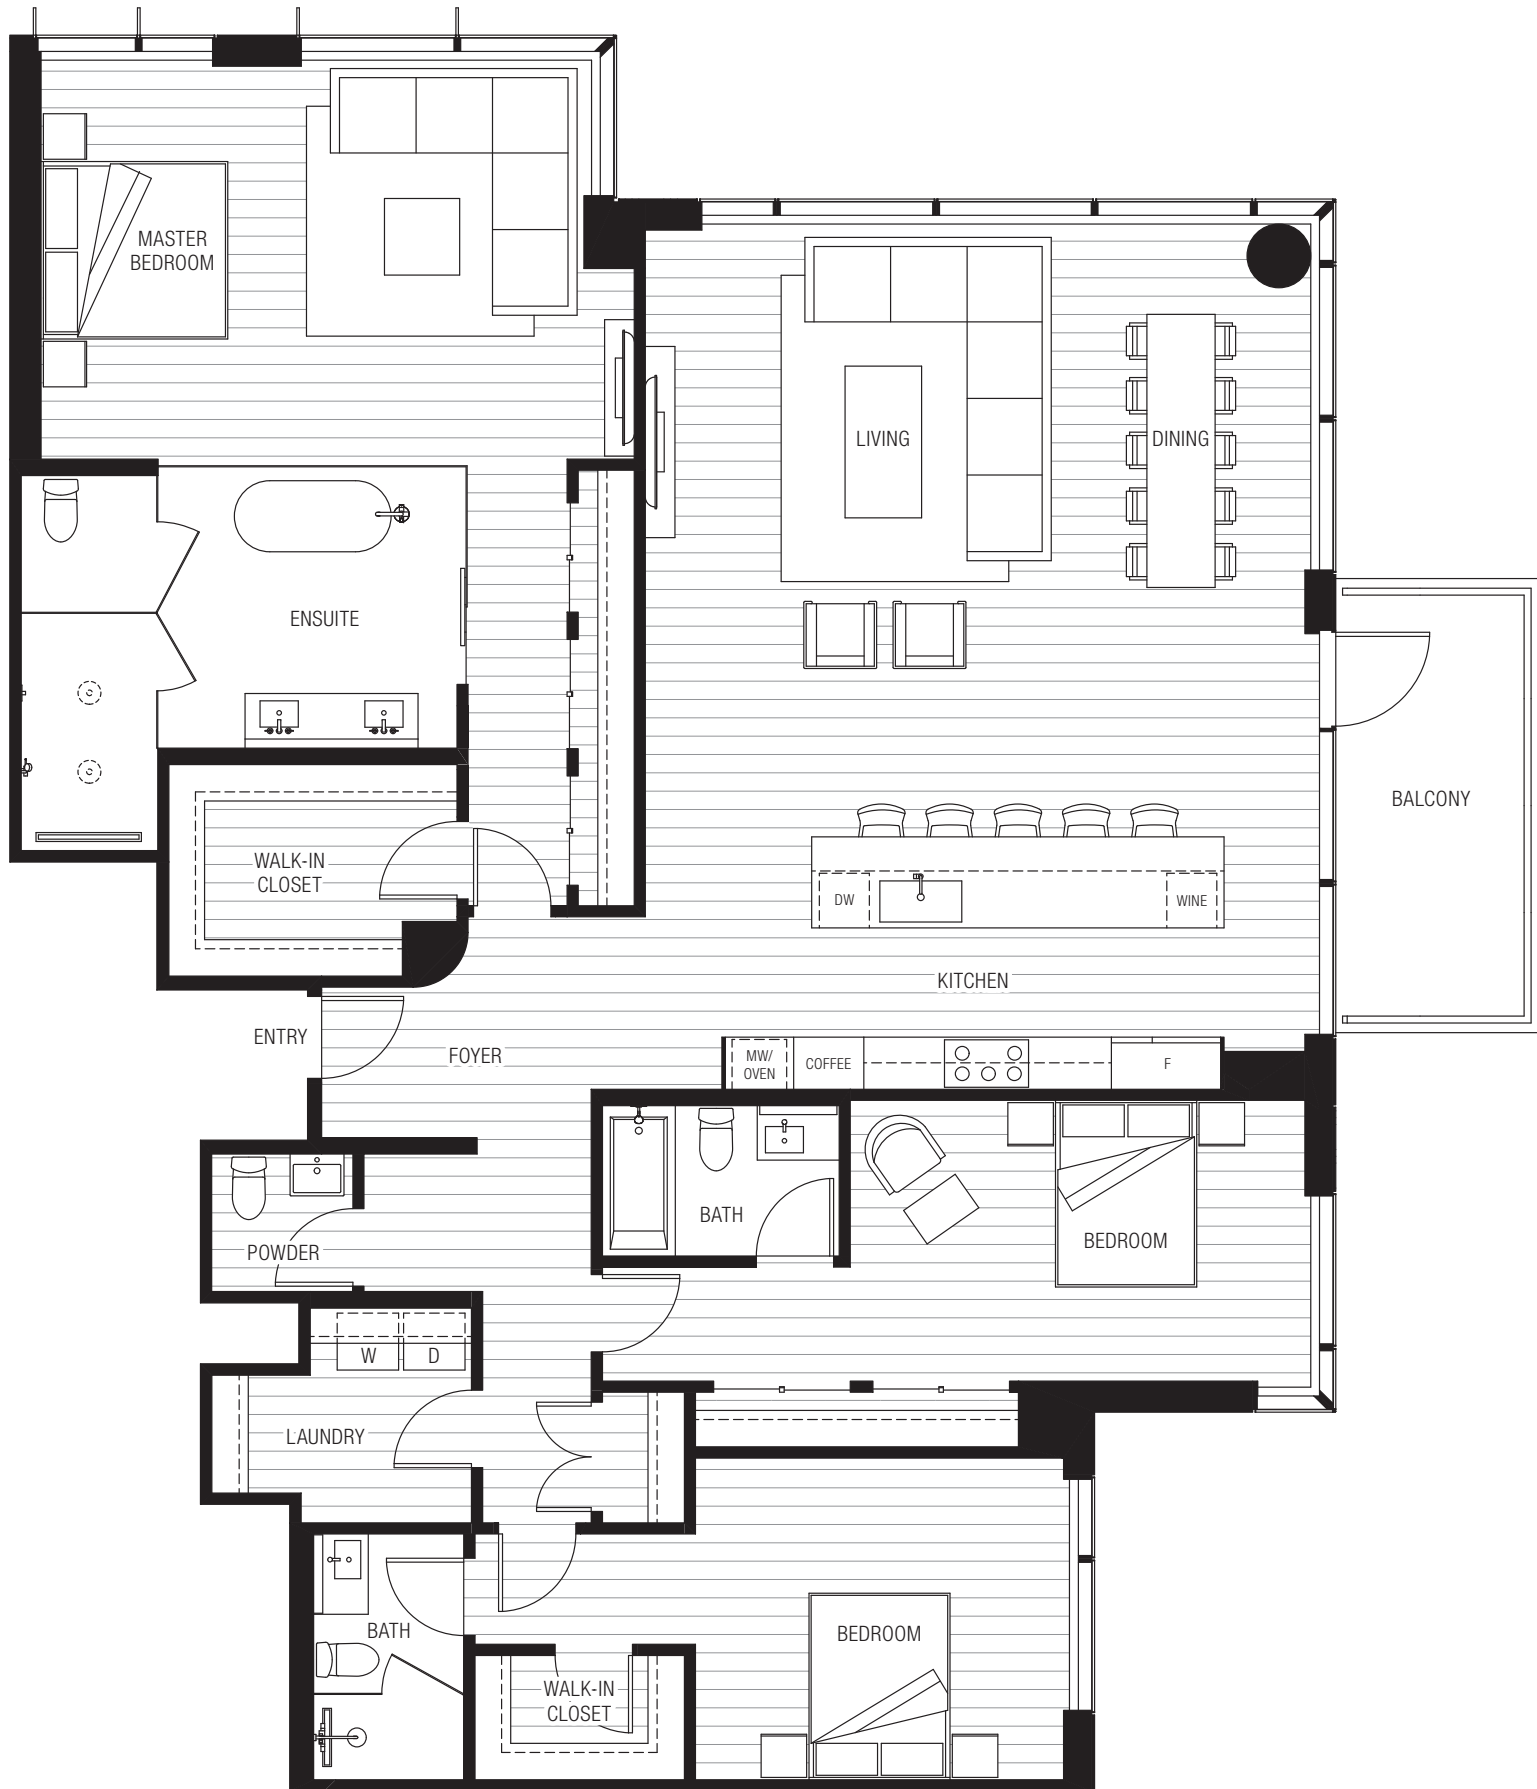 MASTER
BEDROOM
LIVING
DINING
ENSUITE
BALCONY
WALK-IN
CLOSET
DW
WINE
KITCHEN
ENTRY
FOYER
MW/
OVEN
COFFEE
F
BATH
BEDROOM
POWDER
W
D
LAUNDRY
BATH
BEDROOM
WALK-IN
CLOSET